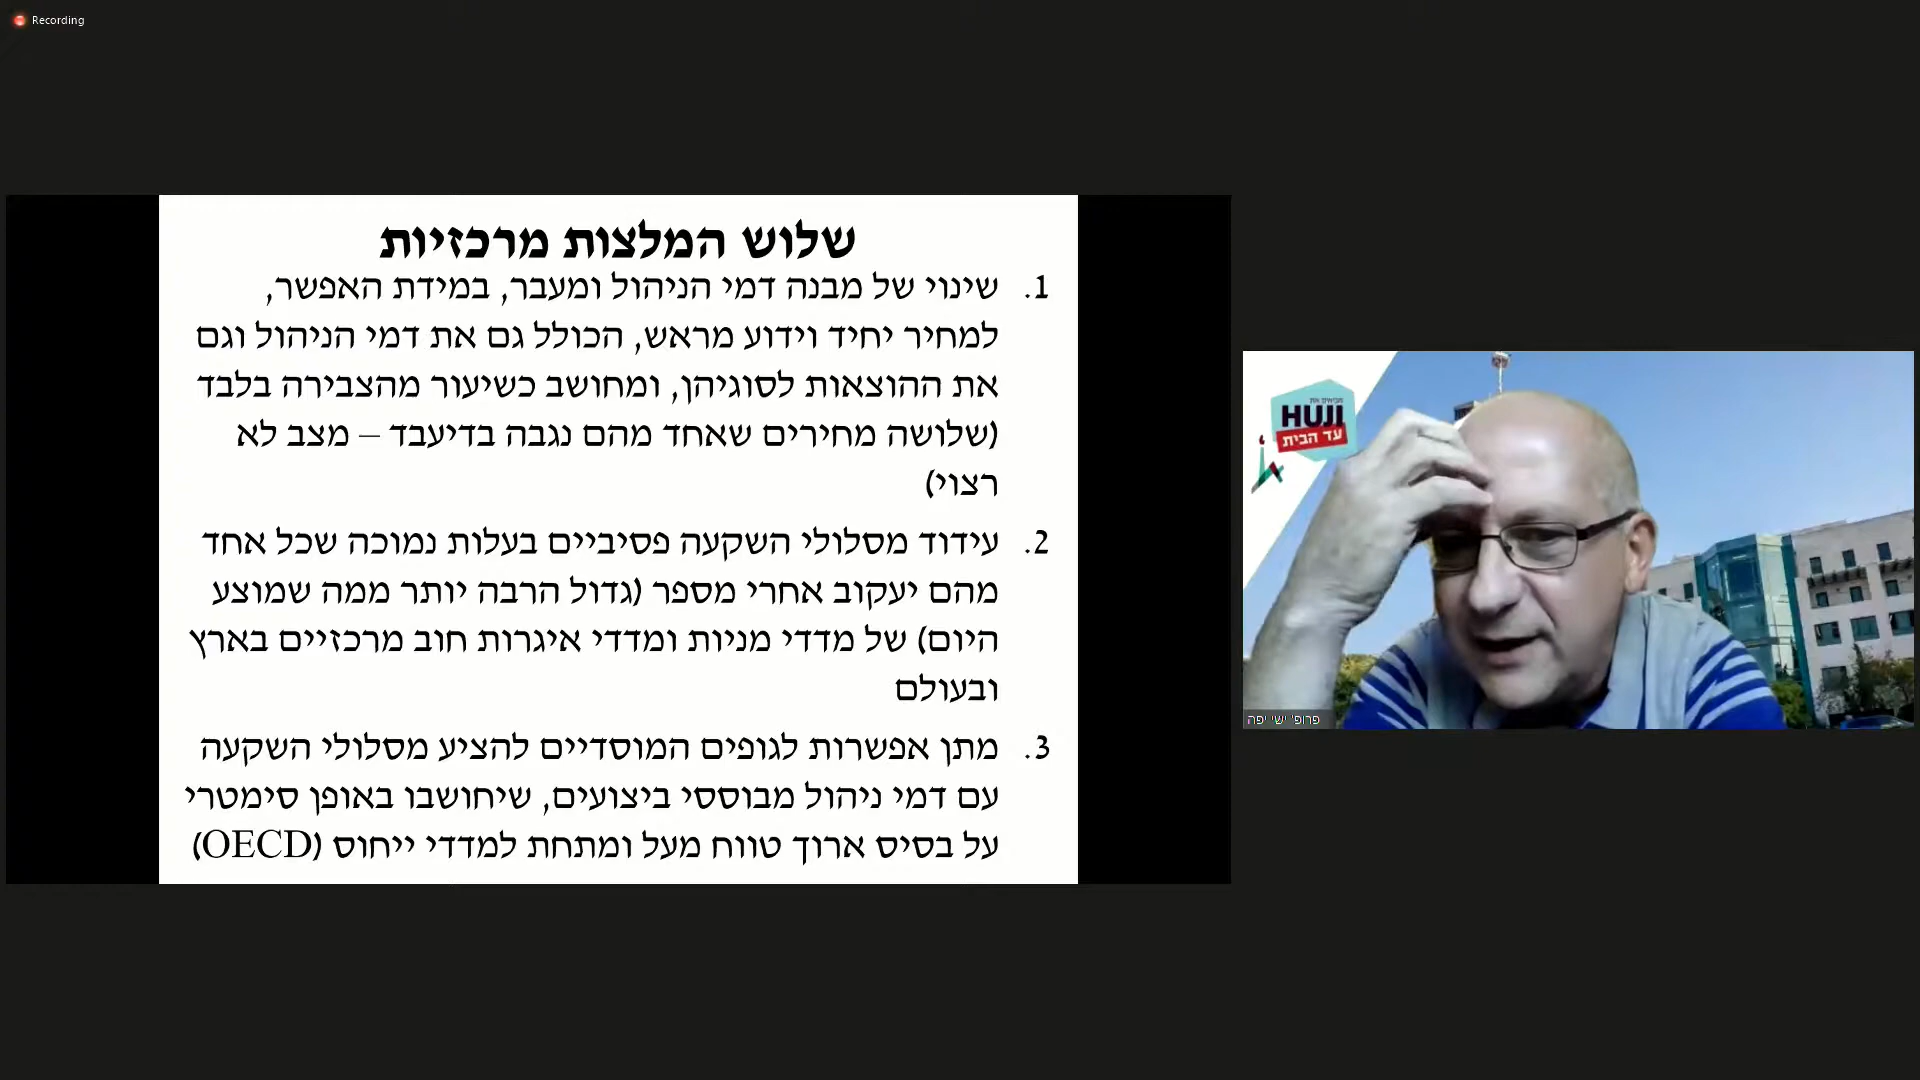 Recording
שלוש המלצות מרכזיות
1. שינוי של מבנה דמי הניהול ומעבר, במידת האפשר,
למחיר יחיד וידוע מראש, הכולל גם את דמי הניהול וגם
את ההוצאות לסוגיהן, ומחושב כשיעור מהצבירה בלבד
(שלושה מחירים שאחד מהם נגבה בדיעבד – מצב לא
רצוי)
2. עידוד מסלולי השקעה פסיביים בעלות נמוכה שכל אחד
מהם יעקוב אחרי מספר (גדול הרבה יותר ממה שמוצע
היום) של מדדי מניות ומדדי איגרות חוב מרכזיים בארץ
ובעולם
3. מתן אפשרות לגופים המוסדיים להציע מסלולי השקעה
עם דמי ניהול מבוססי ביצועים, שיחושבו באופן סימטרי
על בסיס ארוך טווח מעל ומתחת למדדי ייחוס (OECD)
מביאים את
HUJI
עד הבית
פרופ' ישי יפה